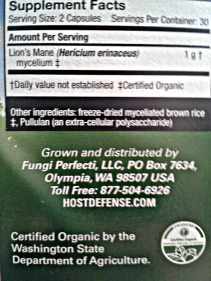 Supplement Facts
Serving Size: 2 Capsules Servings Per Container: 30
Amount Per Serving
Lion's Mane (Hericium erinaceus) 1 g †
mycelium ‡
†Daily value not established ‡Certified Organic
Other ingredients: freeze-dried myceliated brown rice
‡, Pullulan (an extra-cellular polysaccharide)
Grown and distributed by
Fungi Perfecti, LLC, PO Box 7634,
Olympia, WA 98507 USA
Toll Free: 877-504-6926
HOSTDEFENSE.COM
Certified Organic by the
Washington State
Department of Agriculture.